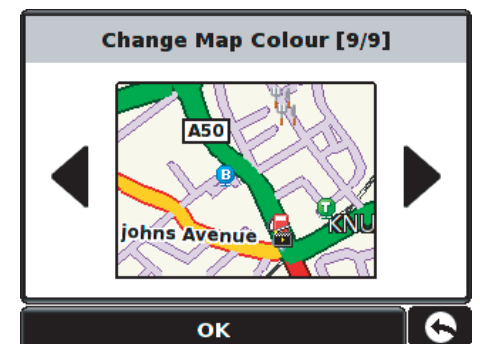 Change Map Colour [9/9]
A50
B
T
KNU
johns Avenue
OK